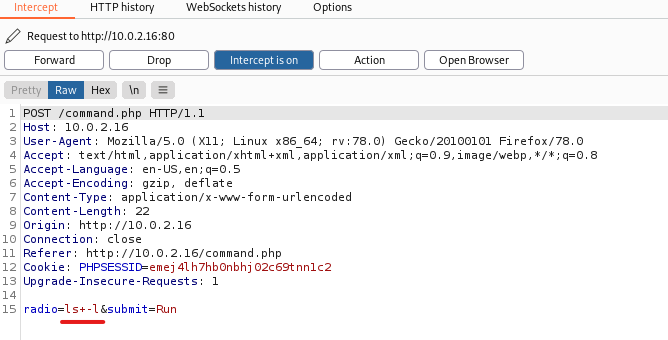 Intercept HTTP history WebSockets history Options
Request to http://10.0.2.16:80
Forward Drop Intercept is on Action Open Browser
Pretty Raw Hex \n ≡
1 POST /command.php HTTP/1.1
2 Host: 10.0.2.16
3 User-Agent: Mozilla/5.0 (X11; Linux x86_64; rv:78.0) Gecko/20100101 Firefox/78.0
4 Accept: text/html,application/xhtml+xml,application/xml;q=0.9,image/webp,*/*;q=0.8
5 Accept-Language: en-US,en;q=0.5
6 Accept-Encoding: gzip, deflate
7 Content-Type: application/x-www-form-urlencoded
8 Content-Length: 22
9 Origin: http://10.0.2.16
10 Connection: close
11 Referer: http://10.0.2.16/command.php
12 Cookie: PHPSESSID=emej4lh7hb0nbhj02c69tnn1c2
13 Upgrade-Insecure-Requests: 1
14
15 radio=ls+-l&submit=Run